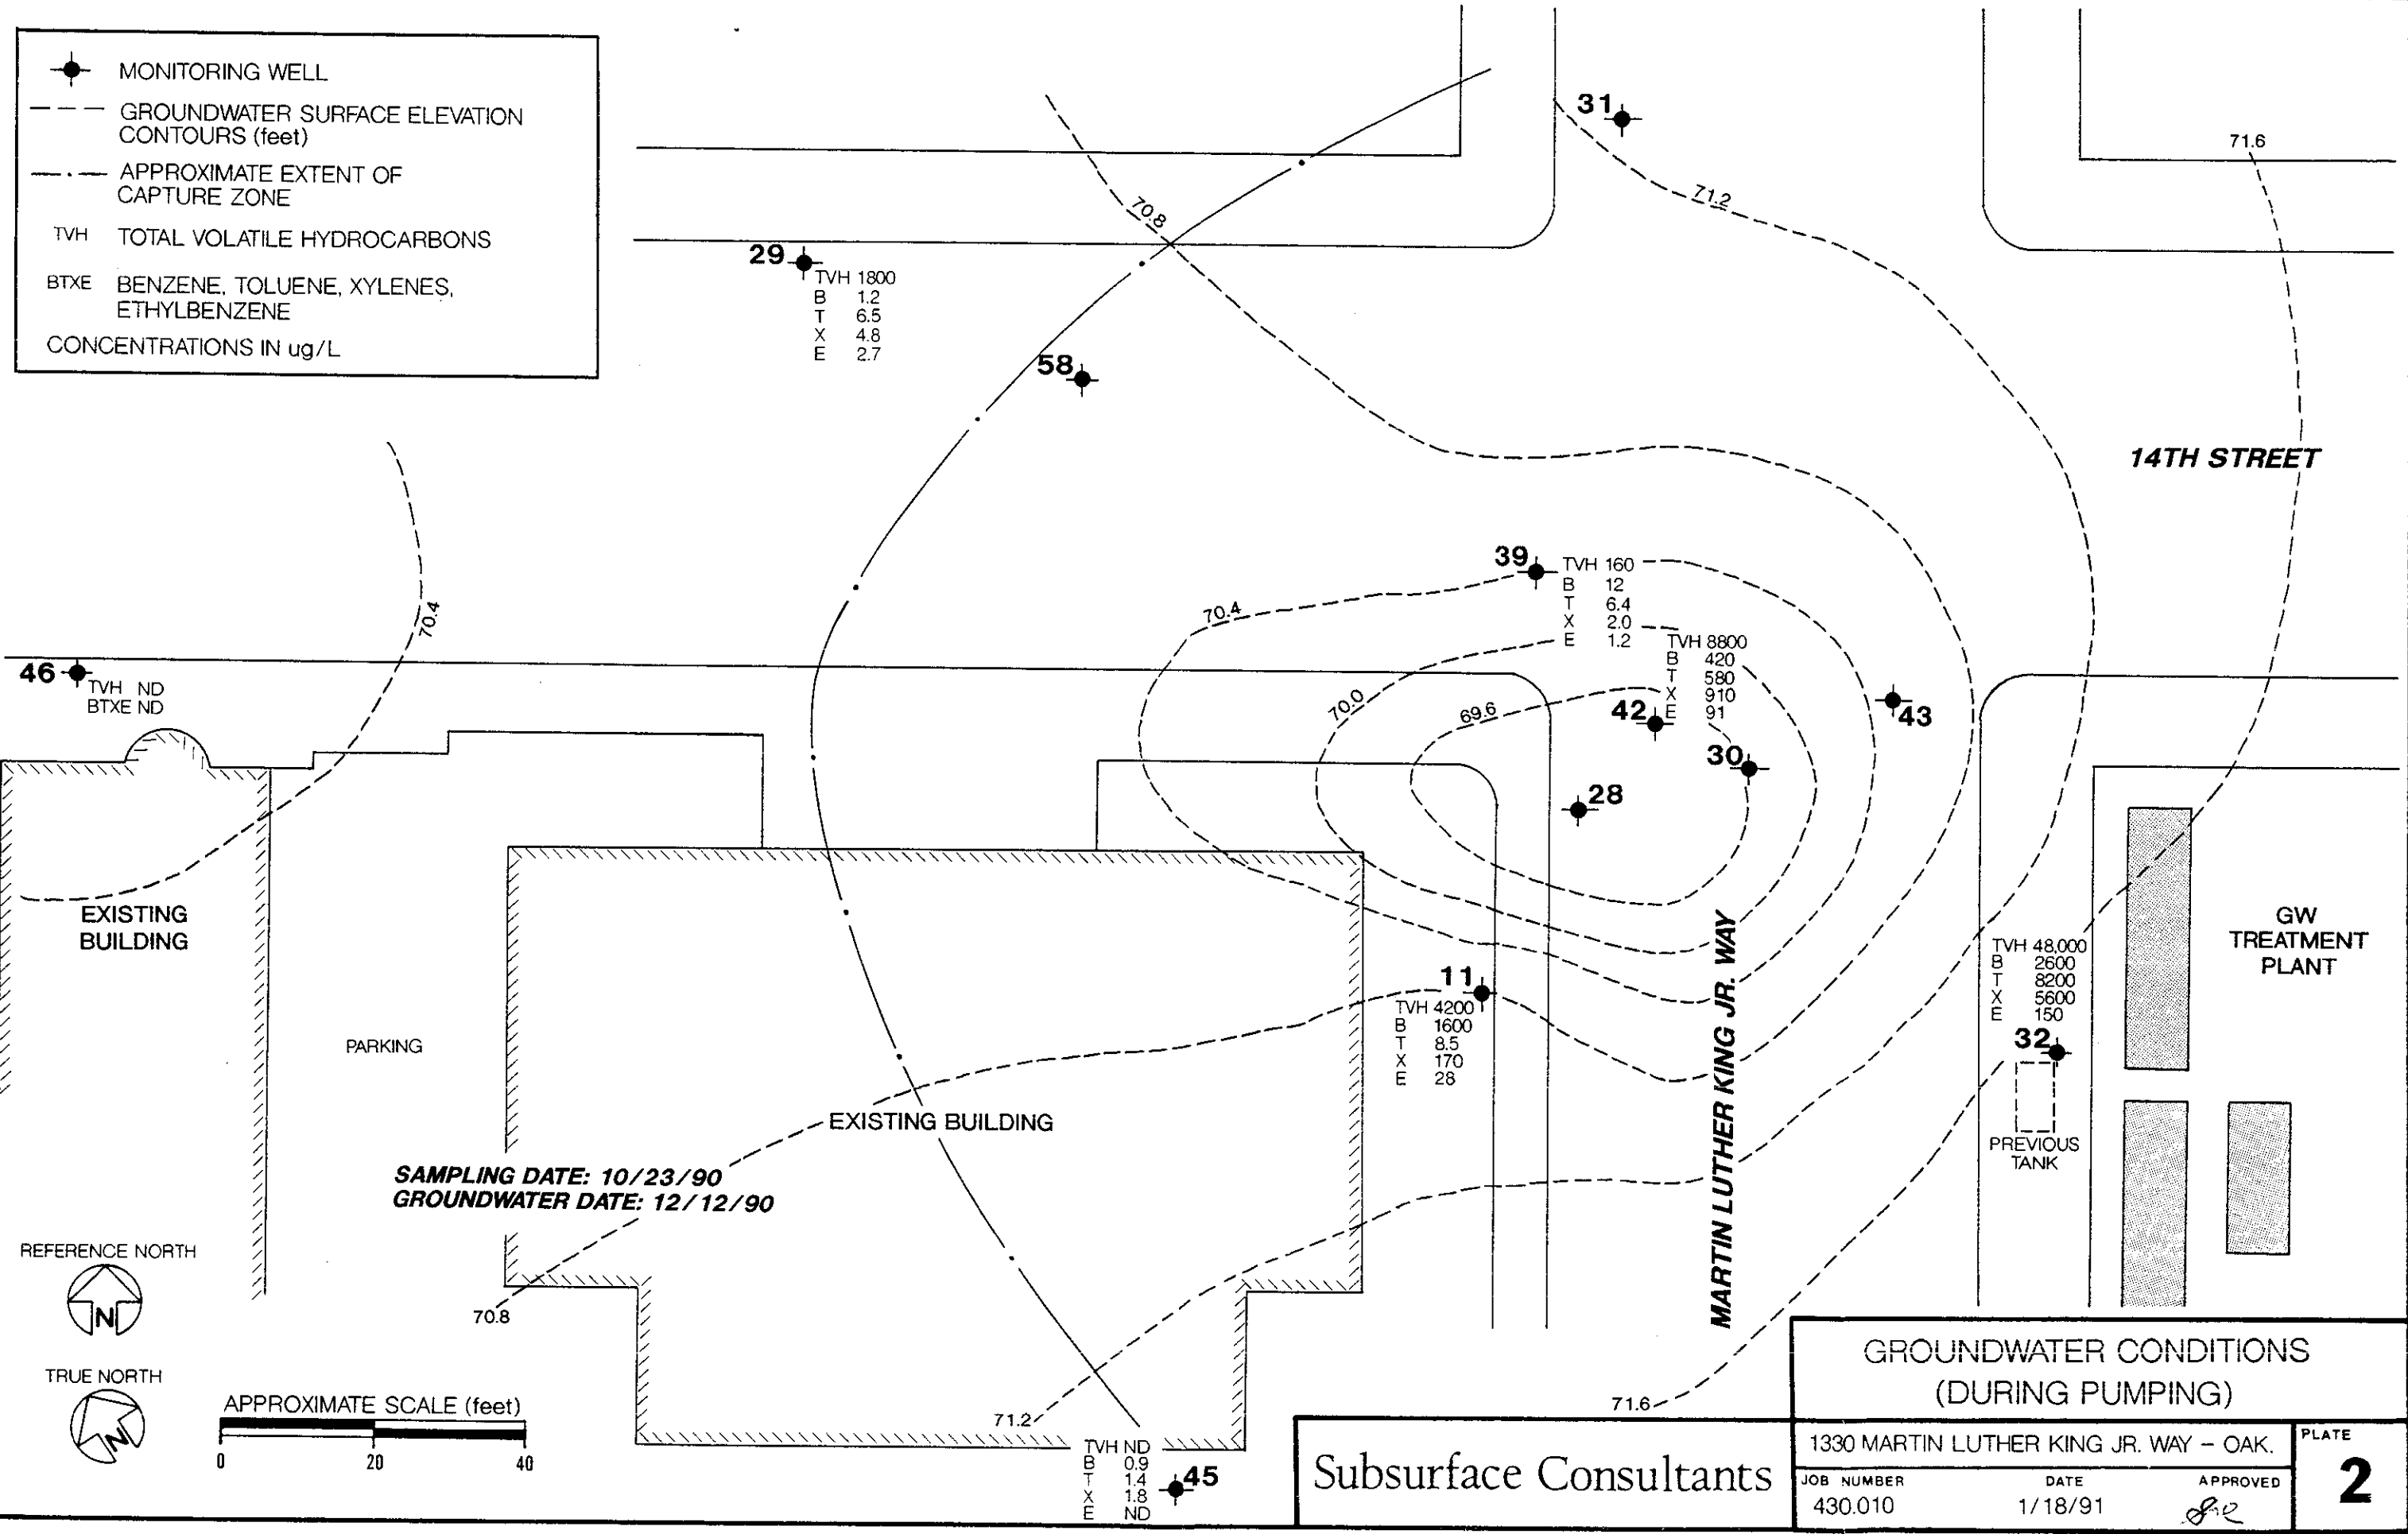 MONITORING WELL
GROUNDWATER SURFACE ELEVATION
CONTOURS (feet)
APPROXIMATE EXTENT OF
CAPTURE ZONE
TVH TOTAL VOLATILE HYDROCARBONS
BTXE BENZENE, TOLUENE, XYLENES,
ETHYLBENZENE
CONCENTRATIONS IN ug/L
31
71.6
71.2
70.8
29
TVH 1800
B 1.2
T 6.5
X 4.8
E 2.7
58
14TH STREET
39
TVH 160
B 12
T 6.4
X 2.0
E 1.2
70.4
70.4
46
TVH ND
BTXE ND
TVH 8800
B 420
T 580
X 910
E 91
70.0
69.6
42
43
30
28
EXISTING
BUILDING
GW
TREATMENT
PLANT
TVH 48,000
B 2600
T 8200
X 5600
E 150
32
PREVIOUS
TANK
11
TVH 4200
B 1600
T 8.5
X 170
E 28
MARTIN LUTHER KING JR. WAY
PARKING
EXISTING BUILDING
SAMPLING DATE: 10/23/90
GROUNDWATER DATE: 12/12/90
REFERENCE NORTH
N
TRUE NORTH
N
70.8
APPROXIMATE SCALE (feet)
0 20 40
71.2
71.6
TVH ND
B 0.9
T 1.4
X 1.8
E ND
45
GROUNDWATER CONDITIONS
(DURING PUMPING)
Subsurface Consultants
1330 MARTIN LUTHER KING JR. WAY – OAK.
JOB NUMBER DATE APPROVED
430.010 1/18/91
PLATE
2